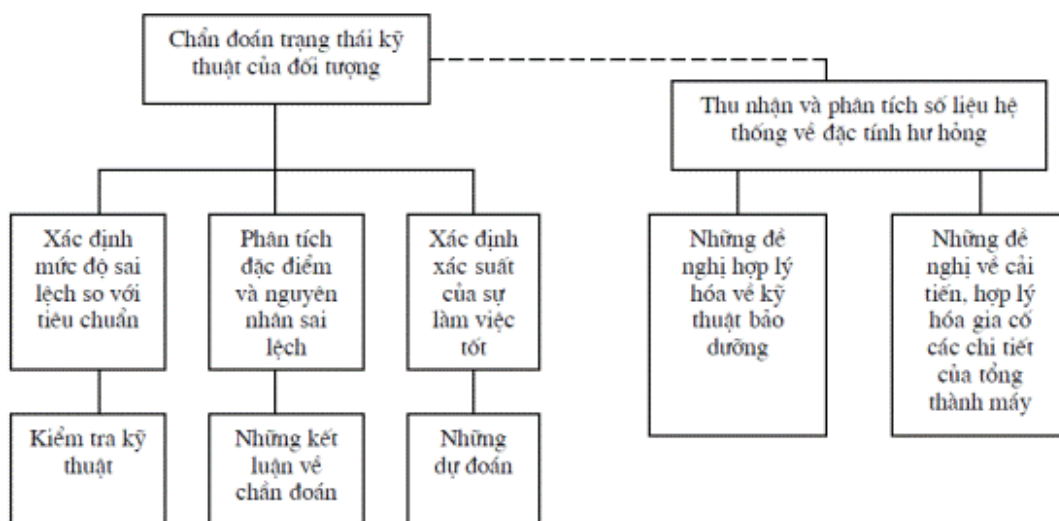 Chẩn đoán trạng thái kỹ
thuật của đối tượng
Thu nhận và phân tích số liệu hệ
thống về đặc tính hư hỏng
Xác định
mức độ sai
lệch so với
tiêu chuẩn
Phân tích
đặc điểm
và nguyên
nhân sai
lệch
Xác định
xác suất
của sự
làm việc
tốt
Những đề
nghị hợp lý
hóa về kỹ
thuật bảo
dưỡng
Những đề
nghị về cải
tiến, hợp lý
hóa gia cố
các chi tiết
của tổng
thành máy
Kiểm tra kỹ
thuật
Những kết
luận về
chẩn đoán
Những
dự đoán